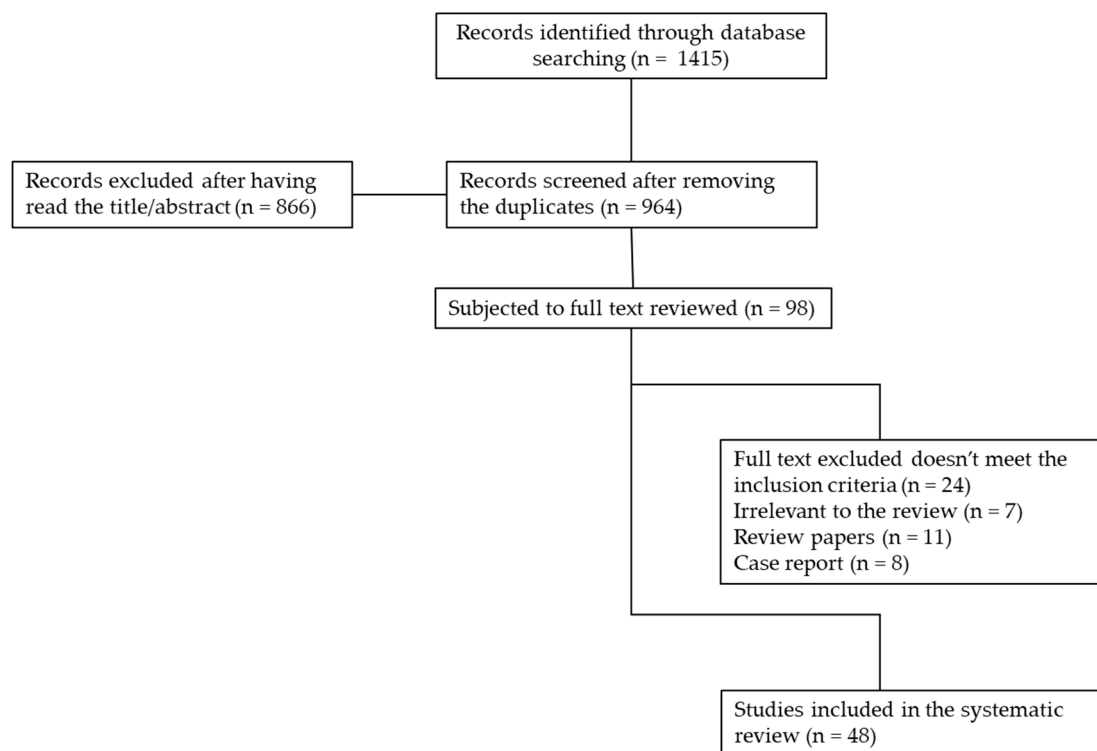 Records identified through database
searching (n = 1415)
Records excluded after having
read the title/abstract (n = 866)
Records screened after removing
the duplicates (n = 964)
Subjected to full text reviewed (n = 98)
Full text excluded doesn't meet the
inclusion criteria (n = 24)
Irrelevant to the review (n = 7)
Review papers (n = 11)
Case report (n = 8)
Studies included in the systematic
review (n = 48)